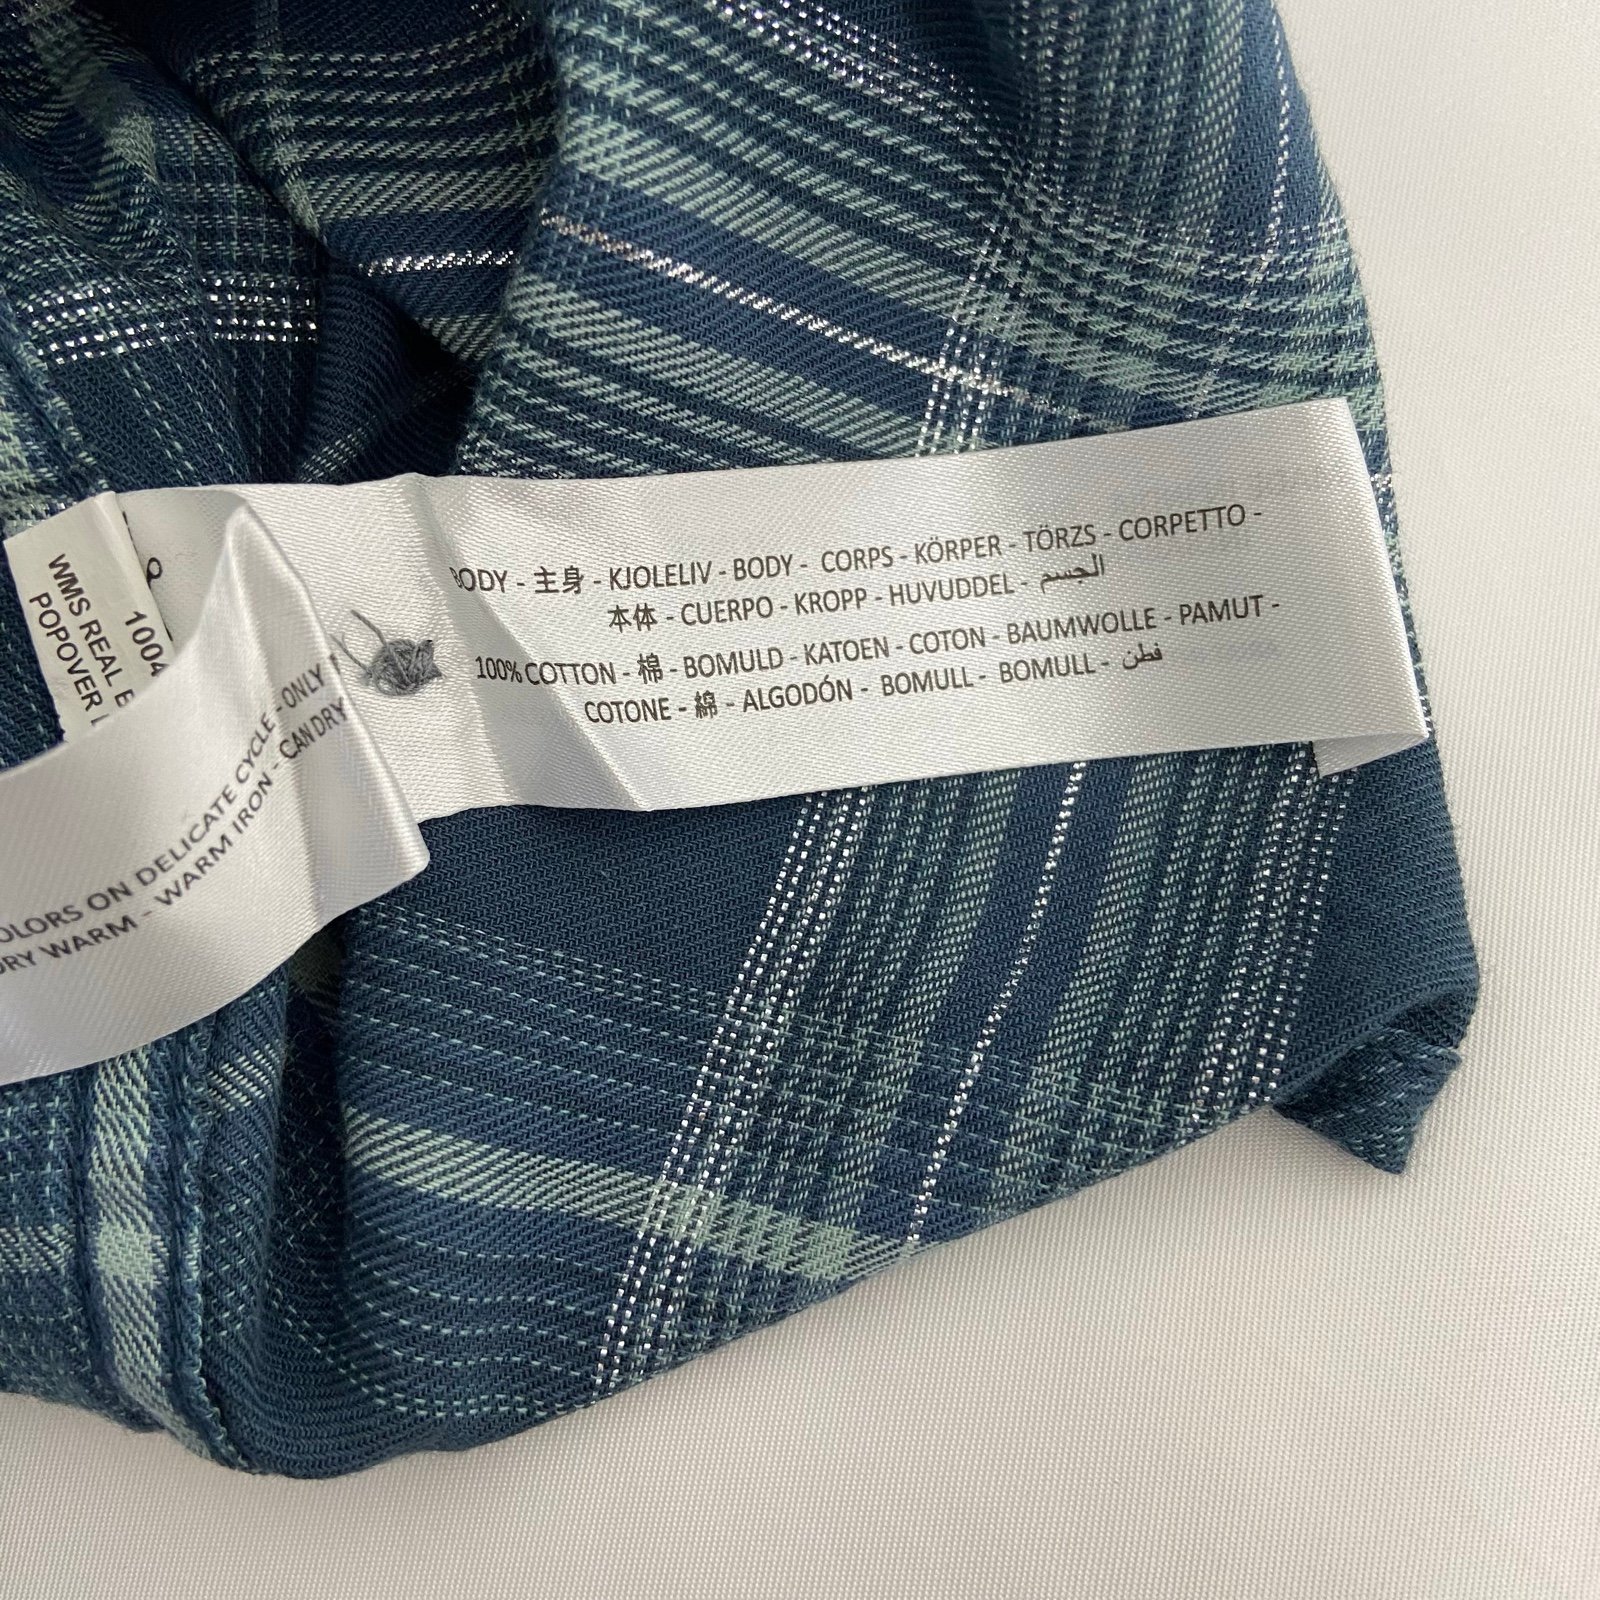 BODY - 主身 - KJOLELIV - BODY - CORPS - KÖRPER - TÖRZS - CORPETTO -
本体 - CUERPO - KROPP - HUVUDDEL - الجسم
100% COTTON - 棉 - BOMULD - KATOEN - COTON - BAUMWOLLE - PAMUT -
COTONE - 綿 - ALGODÓN - BOMULL - BOMULL - قطن
1004
WMS REAL
POPOVER
COLORS ON DELICATE CYCLE - ONLY
DRY WARM - WARM IRON - CAN DRY